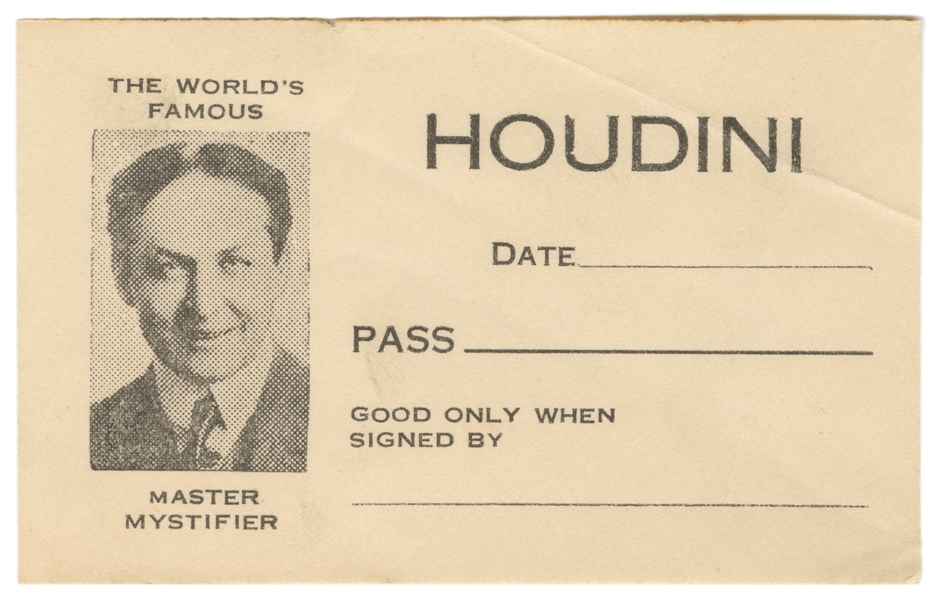 THE WORLD'S
FAMOUS
MASTER
MYSTIFIER
HOUDINI
DATE
PASS
GOOD ONLY WHEN
SIGNED BY